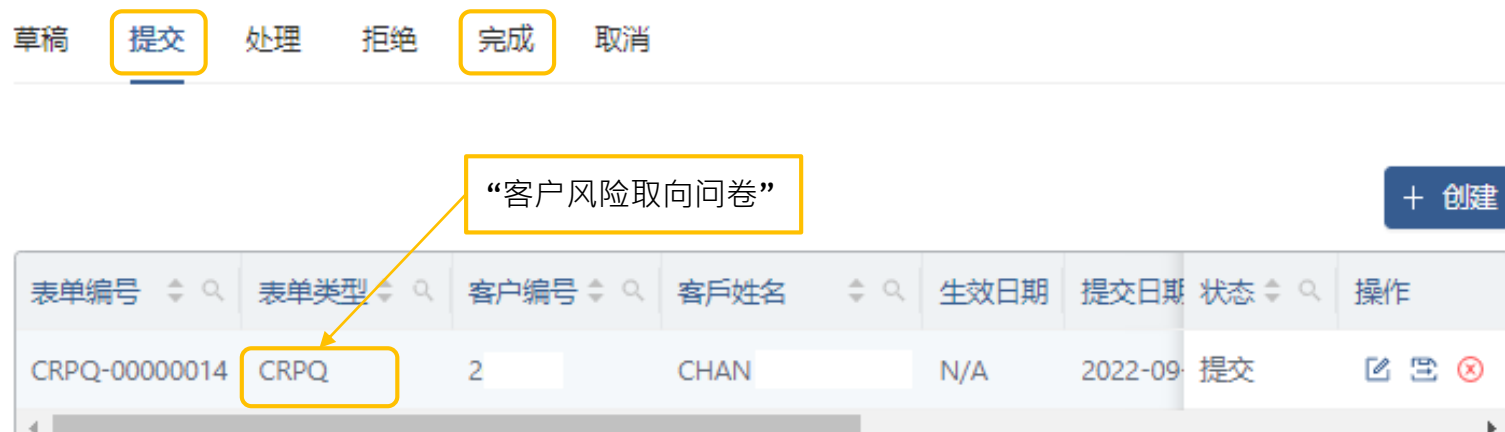 草稿 提交 处理 拒绝 完成 取消
“客户风险取向问卷”
+ 创建
表单编号 表单类型 客户编号 客戶姓名 生效日期 提交日期 状态 操作
CRPQ-00000014 CRPQ 2 CHAN N/A 2022-09- 提交